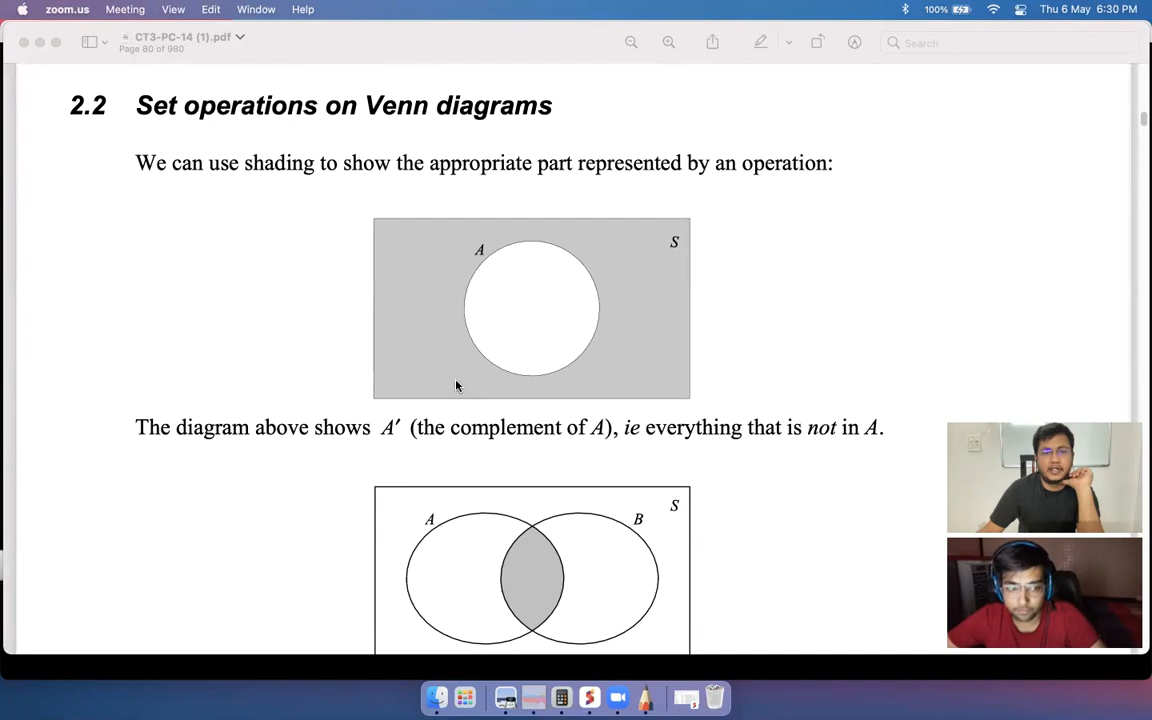 zoom.us Meeting View Edit Window Help 100% Thu 6 May 6:30 PM
CT3-PC-14 (1).pdf
Page 80 of 980
Search
2.2 Set operations on Venn diagrams
We can use shading to show the appropriate part represented by an operation:
S
A
The diagram above shows A′ (the complement of A), ie everything that is not in A.
S
A B